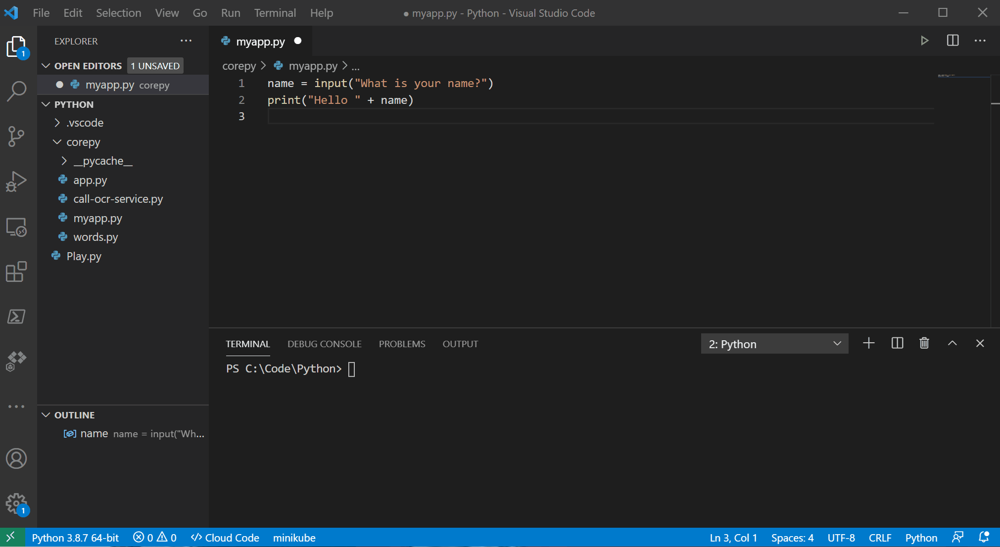 File Edit Selection View Go Run Terminal Help
● myapp.py - Python - Visual Studio Code
1
EXPLORER
OPEN EDITORS 1 UNSAVED
myapp.py corepy
PYTHON
.vscode
corepy
__pycache__
app.py
call-ocr-service.py
myapp.py
words.py
Play.py
OUTLINE
name name = input("Wh...
1
myapp.py
corepy > myapp.py > ...
1 name = input("What is your name?")
2 print("Hello " + name)
3
TERMINAL DEBUG CONSOLE PROBLEMS OUTPUT
2: Python
PS C:\Code\Python>
Python 3.8.7 64-bit 0 0 </> Cloud Code minikube
Ln 3, Col 1 Spaces: 4 UTF-8 CRLF Python